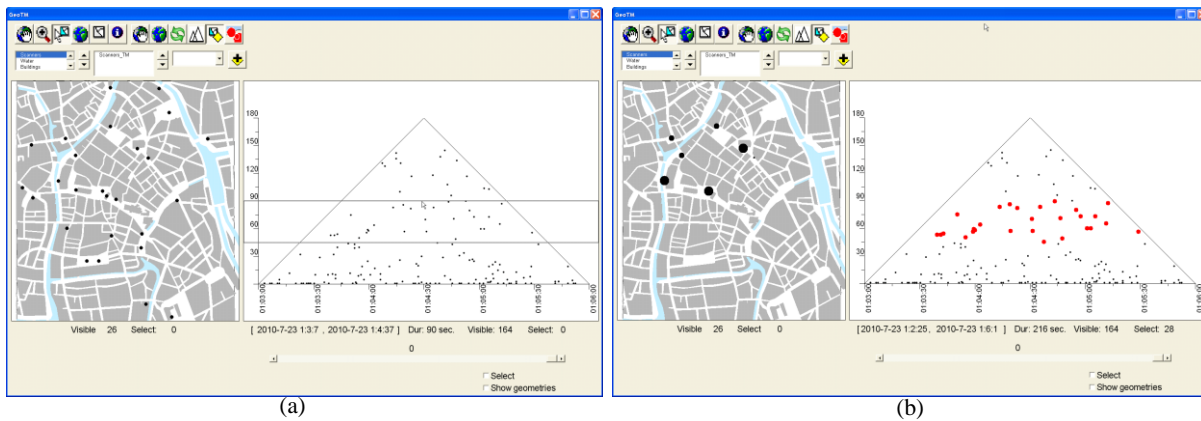 GeoTM
Scanners
Water
Buildings
Scanners_TM
180
150
120
90
60
30
01:03:00
01:03:30
01:04:00
01:04:30
01:05:00
01:05:30
01:06:00
Visible 26 Select: 0
[ 2010-7-23 1:3:7 , 2010-7-23 1:4:37 ] Dur: 90 sec. Visible: 164 Select: 0
0
Select
Show geometries
(a)
GeoTM
Scanners
Water
Buildings
Scanners_TM
180
150
120
90
60
30
01:03:00
01:03:30
01:04:00
01:04:30
01:05:00
01:05:30
01:06:00
Visible 26 Select: 0
[ 2010-7-23 1:2:25 , 2010-7-23 1:6:1 ] Dur: 216 sec. Visible: 164 Select: 28
0
Select
Show geometries
(b)